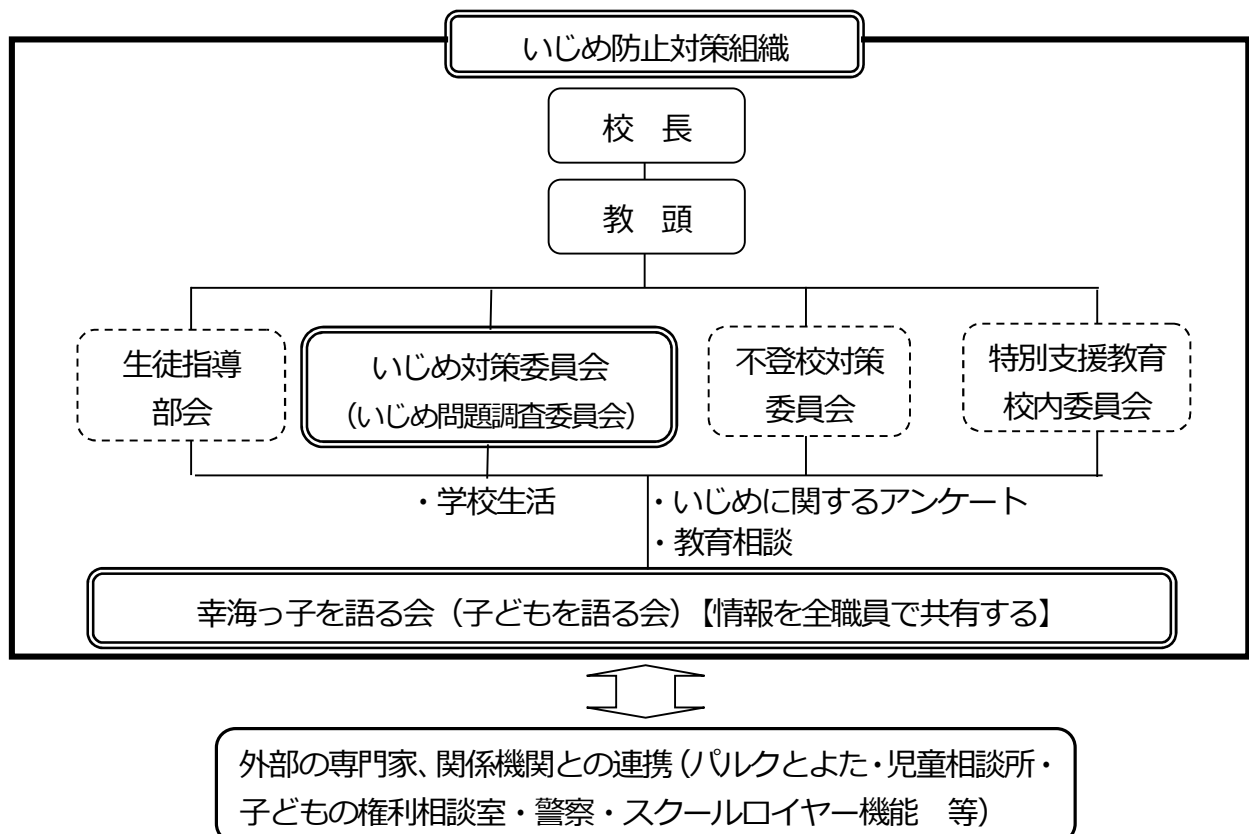 いじめ防止対策組織
校　長
教　頭
生徒指導
部会
いじめ対策委員会
（いじめ問題調査委員会）
不登校対策
委員会
特別支援教育
校内委員会
・学校生活
・いじめに関するアンケート
・教育相談
幸海っ子を語る会（子どもを語る会）【情報を全職員で共有する】
外部の専門家、関係機関との連携（パルクとよた・児童相談所・
子どもの権利相談室・警察・スクールロイヤー機能　等）